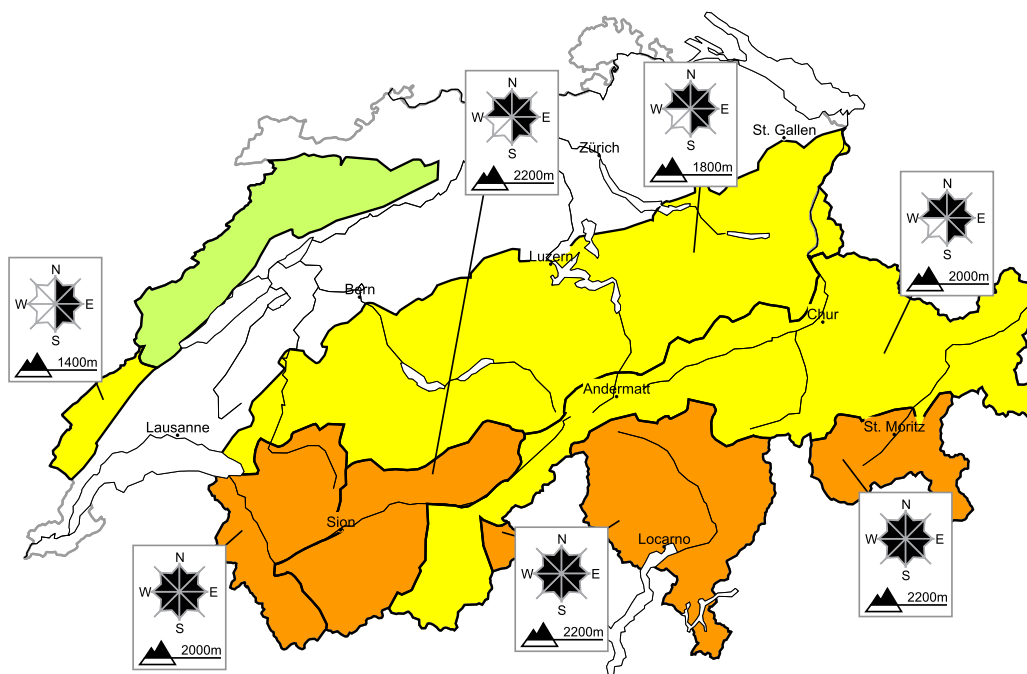 N
W E
S
2200m
N
W E
S
1800m
St. Gallen
Zürich
N
W E
S
2000m
Luzern
N
W E
S
1400m
Bern
Chur
Andermatt
Lausanne
St. Moritz
Sion
Locarno
N
W E
S
2000m
N
W E
S
2200m
N
W E
S
2200m